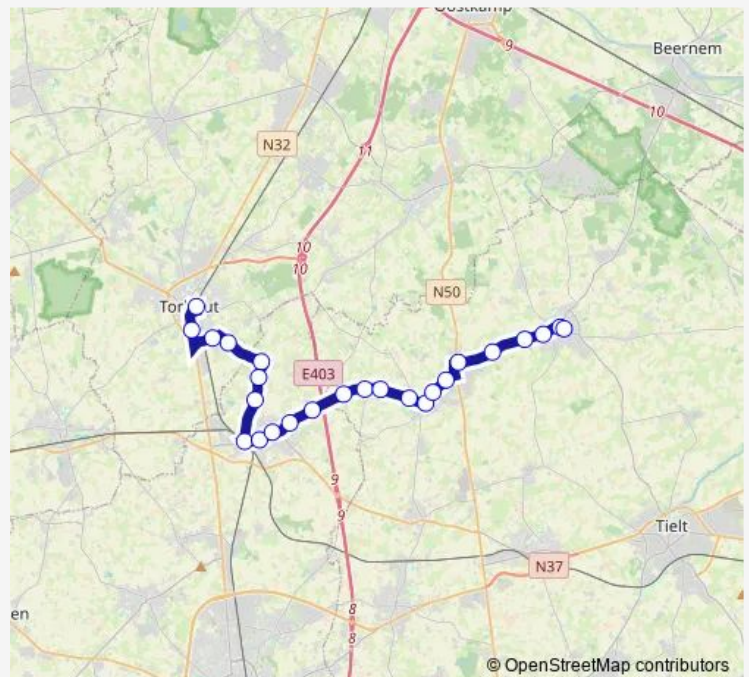 Oostkamp
9
Beernem
10
N32
11
10
10
Torhout
N50
E403
9
9
Tielt
N37
en
8
8
© OpenStreetMap contributors